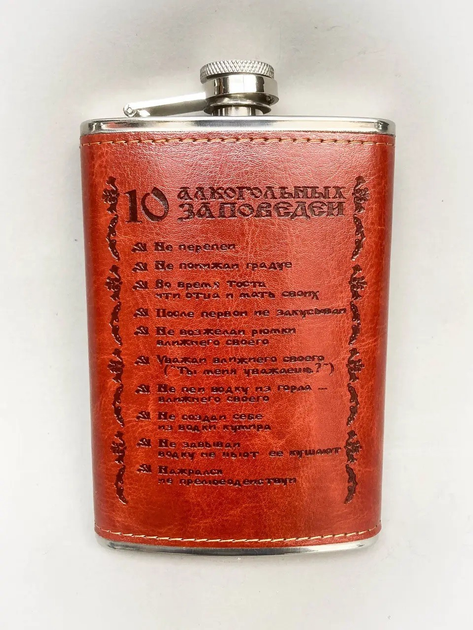 10 АЛКОГОЛЬНЫХ
ЗАПОВЕДЕЙ
Не перепей
Не понижай градус
Во время тоста
чти отца и мать своих
После первой не закусывай
Не возжелай рюмки
ближнего своего
Уважай ближнего своего
("Ты меня уважаешь?")
Не пей водку из горла ...
ближнего своего
Не создай себе
из водки кумира
Не забывай
водку не пьют ее кушают
Нажрался
не прелюбодействуй